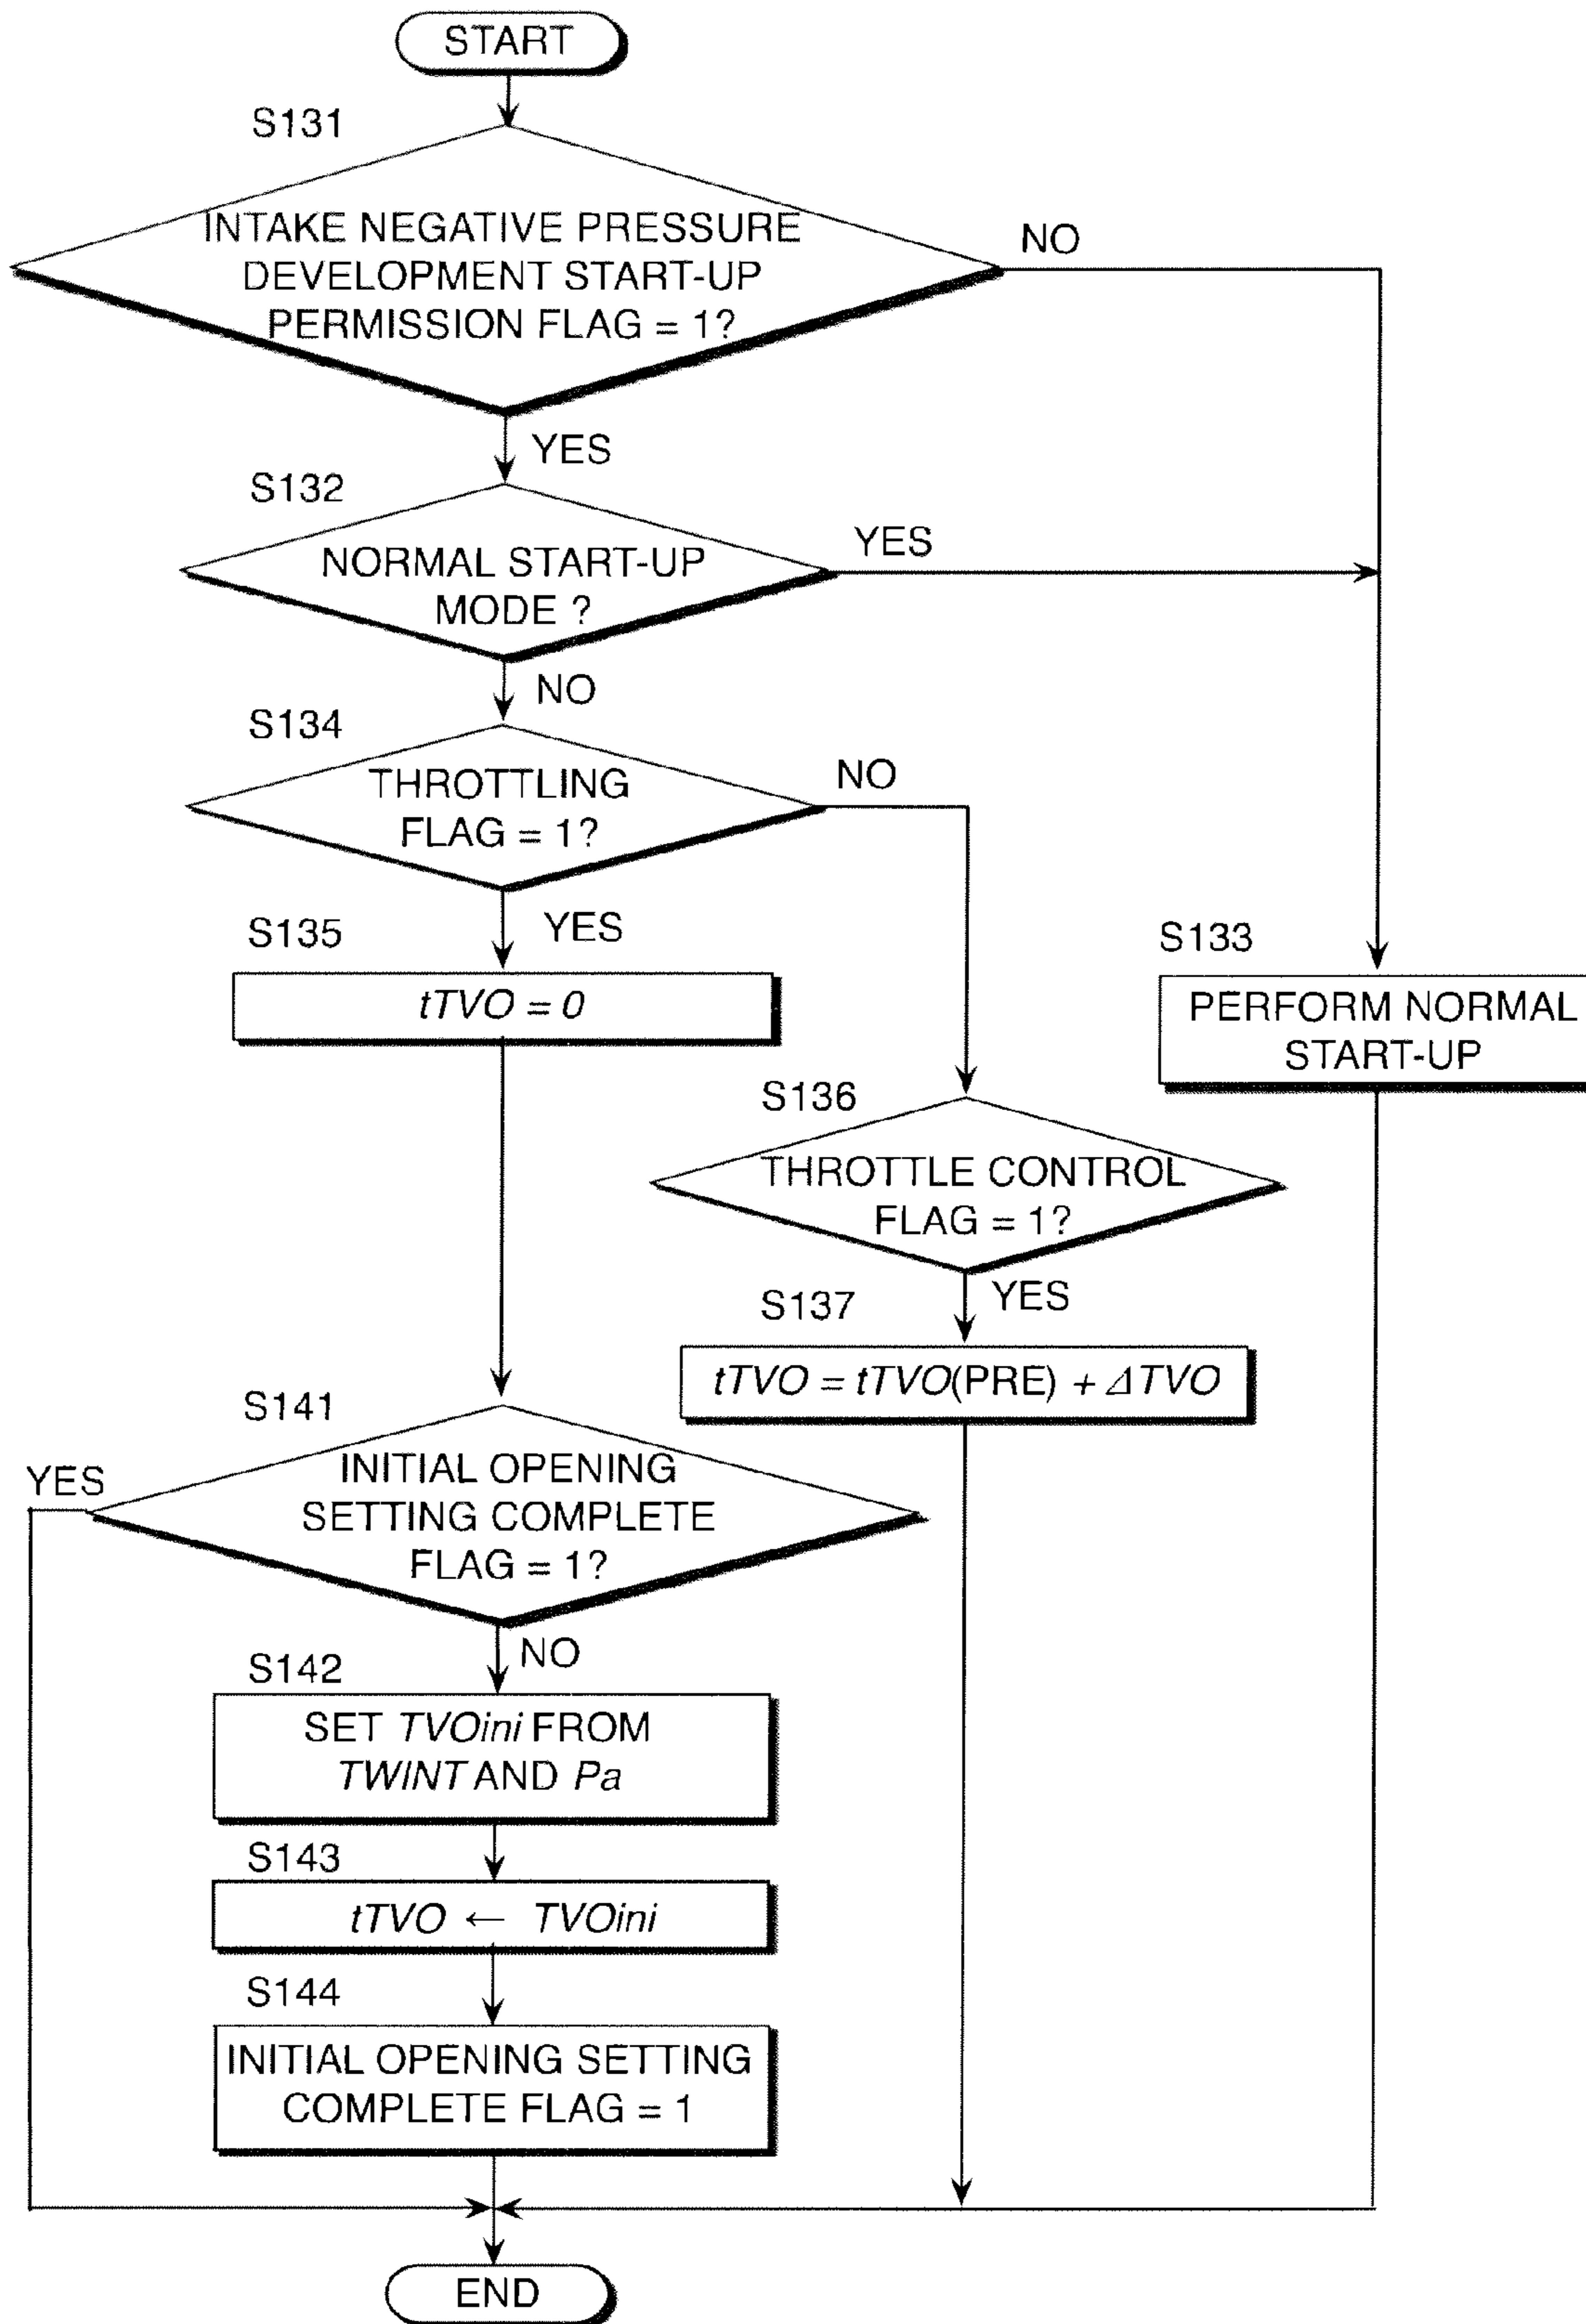 START
S131
INTAKE NEGATIVE PRESSURE
DEVELOPMENT START-UP
PERMISSION FLAG = 1?
NO
YES
S132
NORMAL START-UP
MODE ?
YES
NO
S134
THROTTLING
FLAG = 1?
NO
YES
S135
tTVO = 0
S133
PERFORM NORMAL
START-UP
S136
THROTTLE CONTROL
FLAG = 1?
YES
S137
tTVO = tTVO(PRE) + ΔTVO
S141
INITIAL OPENING
SETTING COMPLETE
FLAG = 1?
YES
NO
S142
SET TVOini FROM
TWINT AND Pa
S143
tTVO ← TVOini
S144
INITIAL OPENING SETTING
COMPLETE FLAG = 1
END